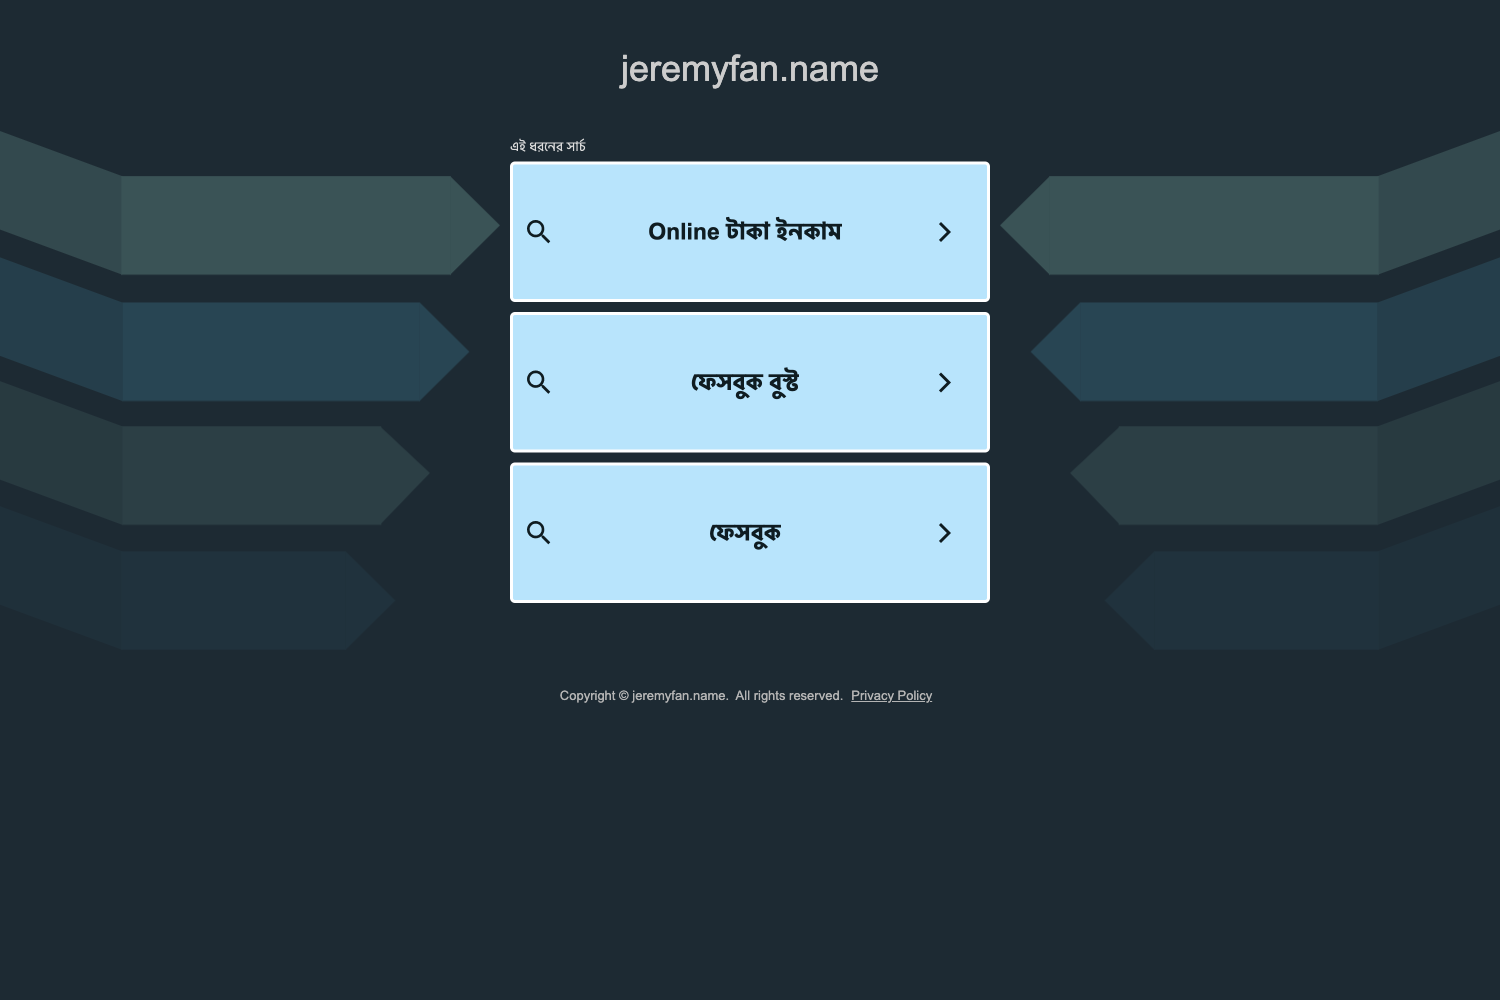 jeremyfan.name
এই ধরনের সার্চ
Online টাকা ইনকাম
ফেসবুক বুস্ট
ফেসবুক
Copyright © jeremyfan.name. All rights reserved. Privacy Policy